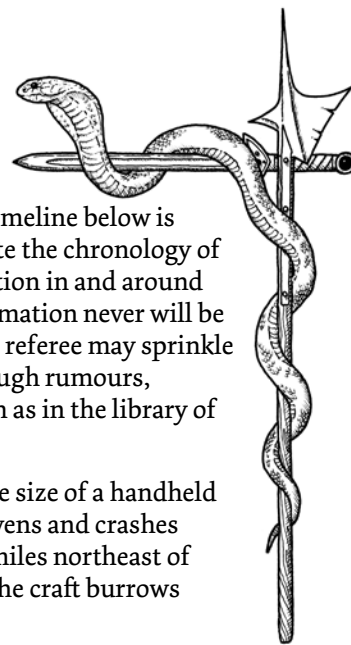 meline below is
te the chronology of
tion in and around
mation never will be
referee may sprinkle
ugh rumours,
n as in the library of
e size of a handheld
vens and crashes
niles northeast of
he craft burrows